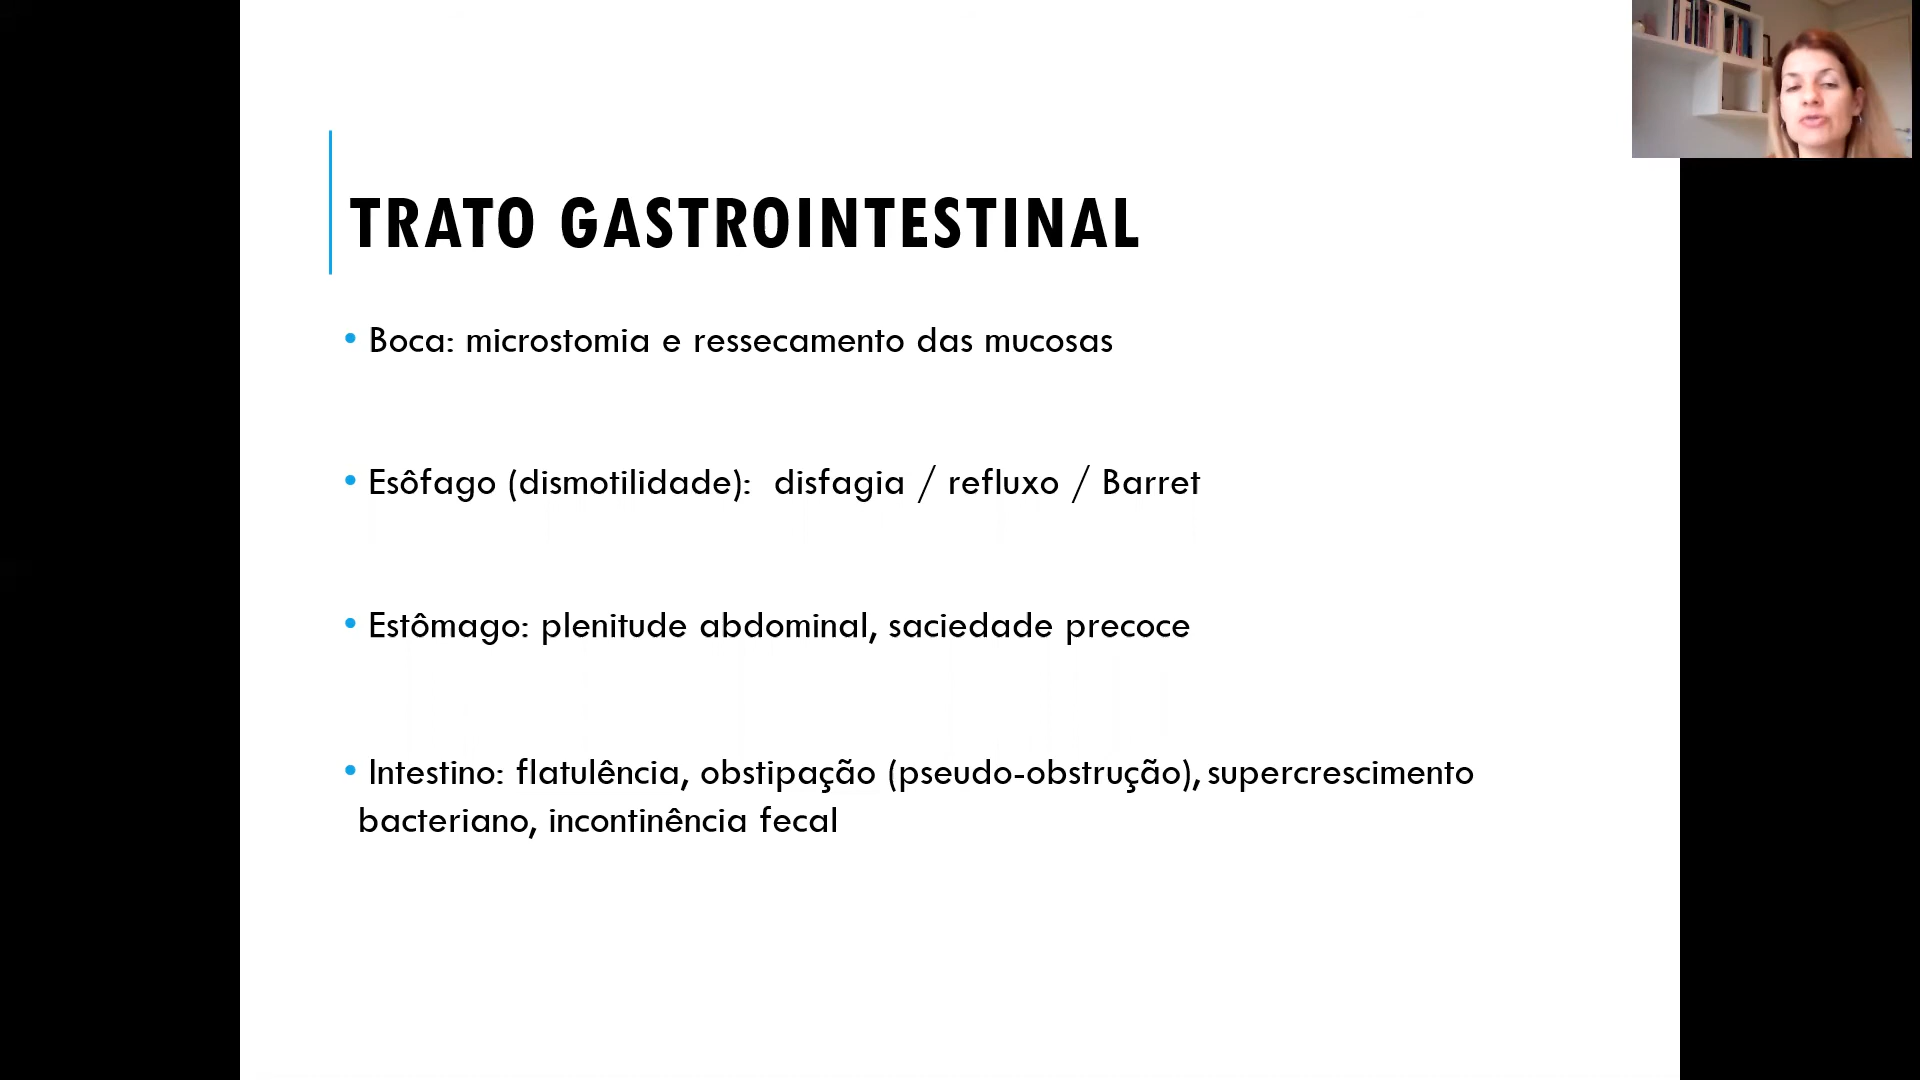 TRATO GASTROINTESTINAL
• Boca: microstomia e ressecamento das mucosas
• Esôfago (dismotilidade): disfagia / refluxo / Barret
• Estômago: plenitude abdominal, saciedade precoce
• Intestino: flatulência, obstipação (pseudo-obstrução), supercrescimento
bacteriano, incontinência fecal